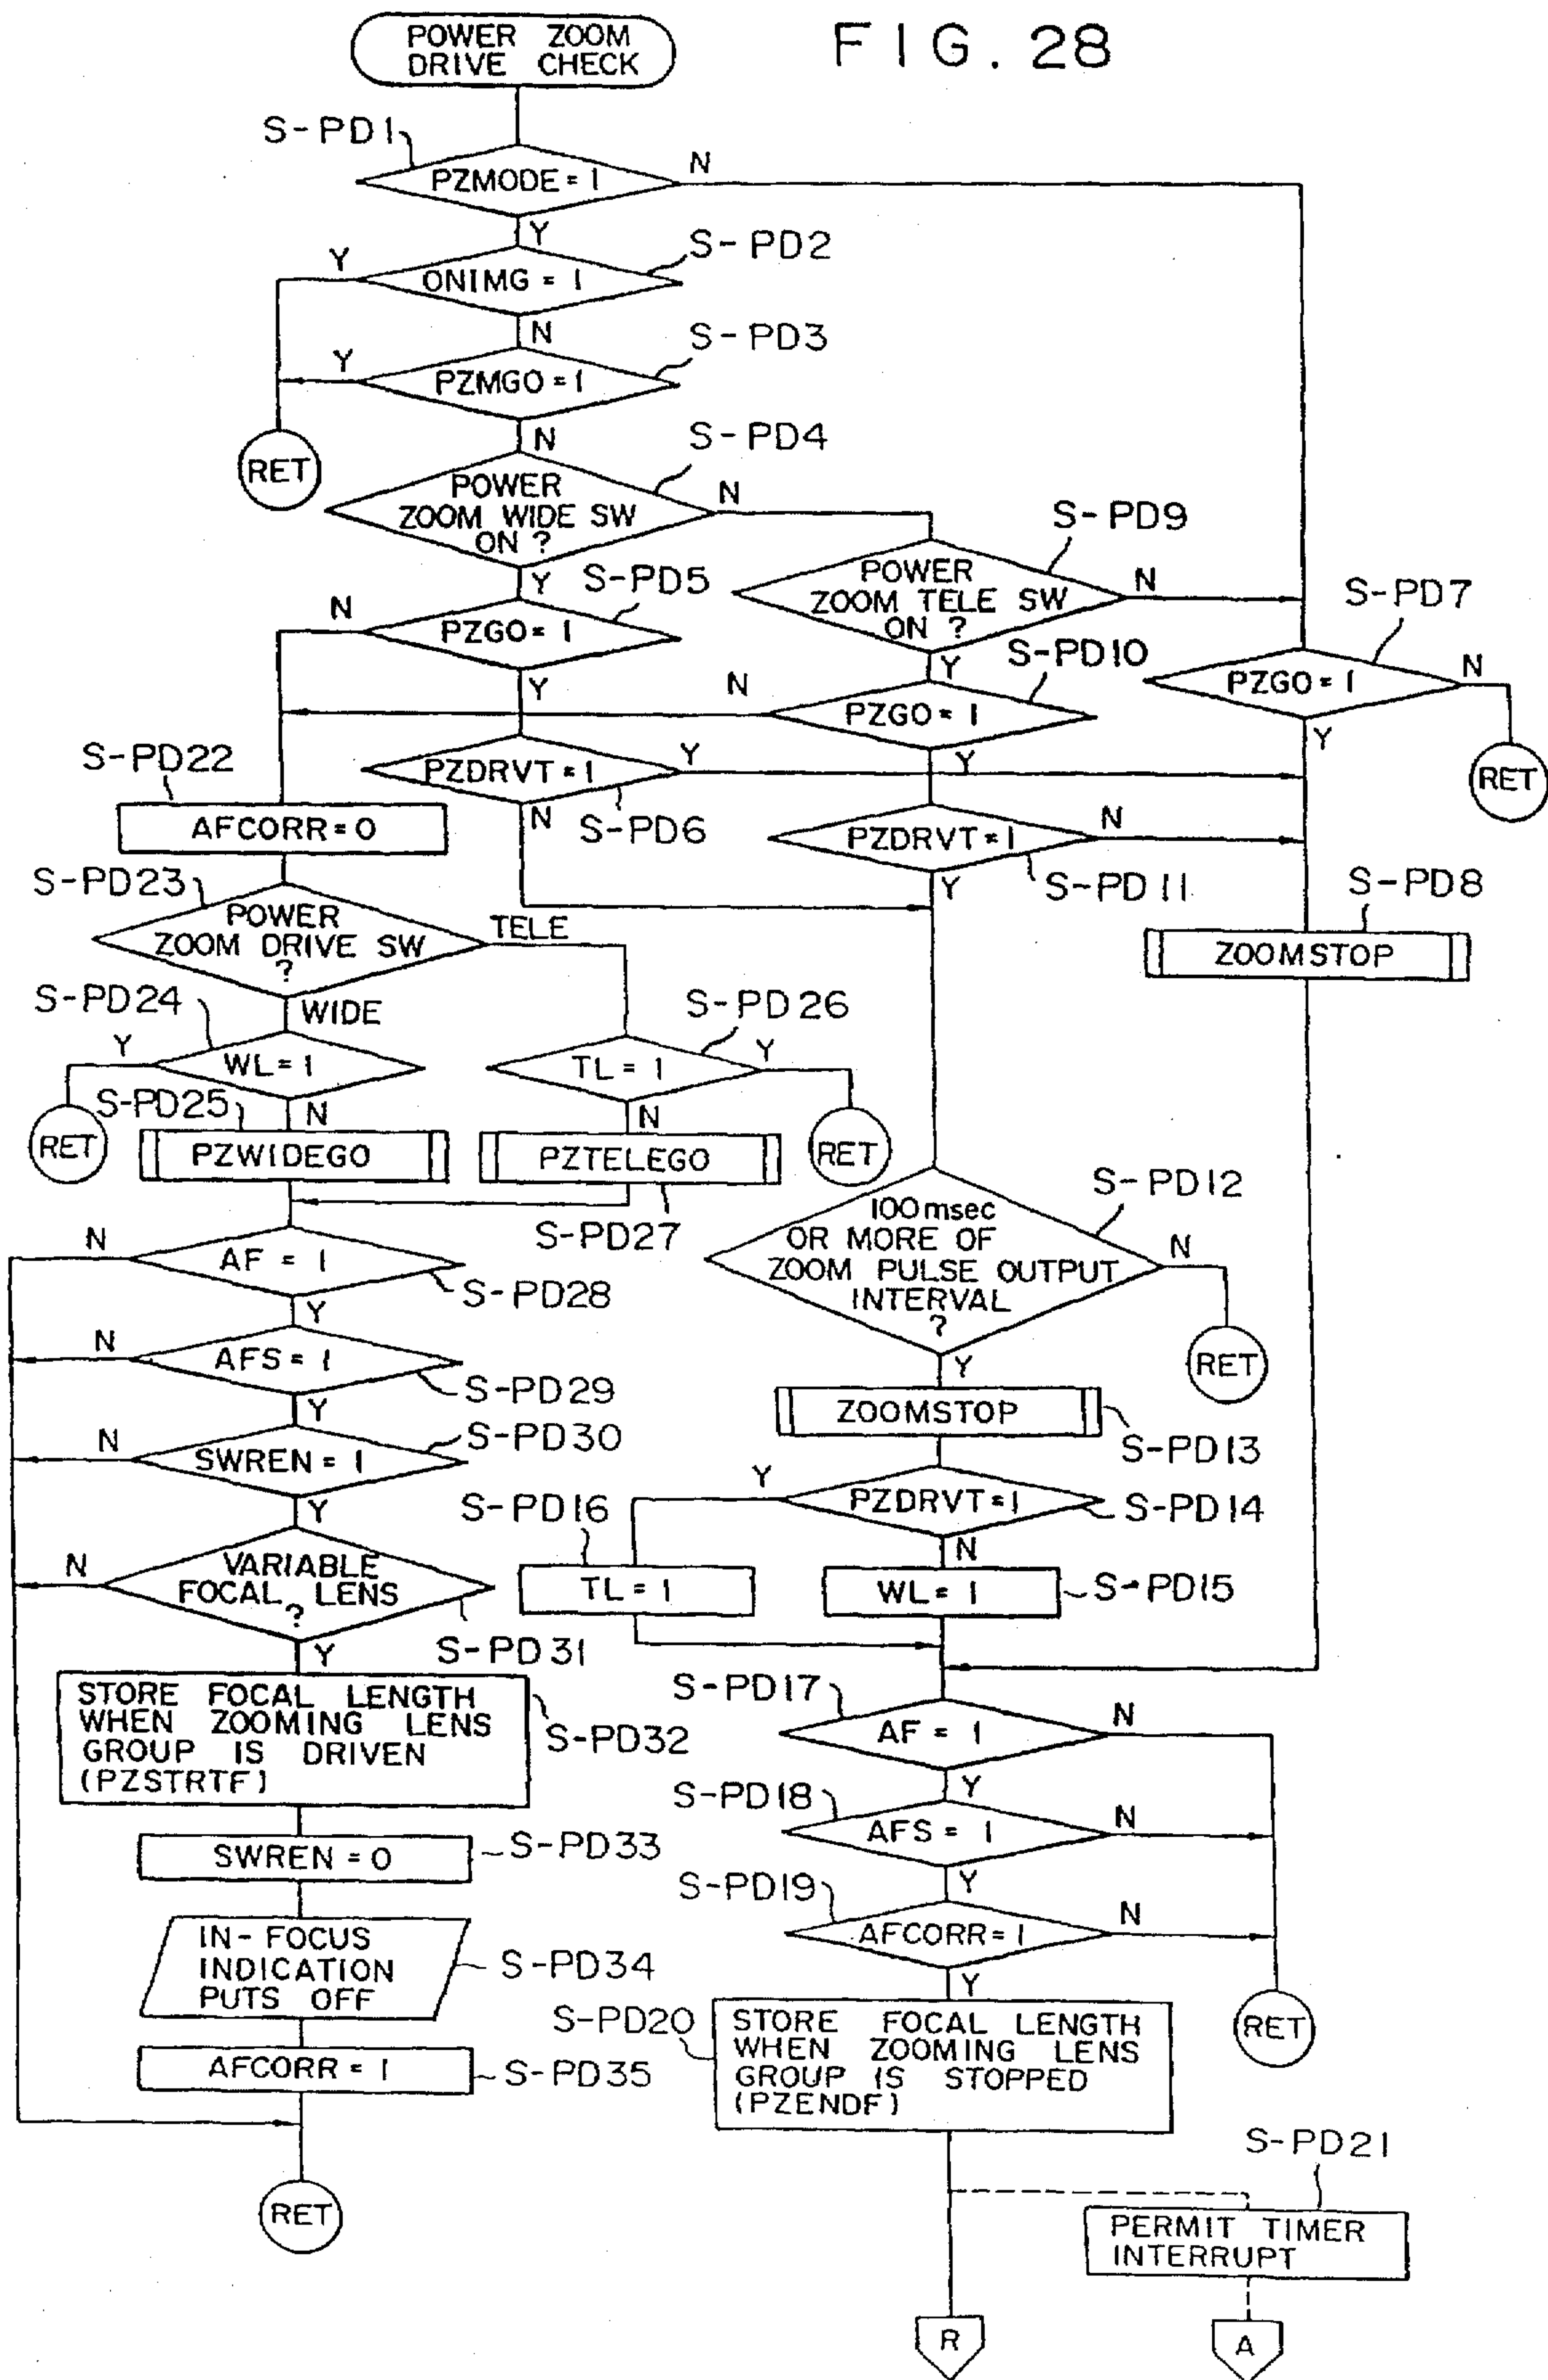 FIG. 28
POWER ZOOM
DRIVE CHECK
S-PD1
PZMODE = 1
N
Y
S-PD2
Y
ONIMG = 1
N
S-PD3
Y
PZMGO = 1
N
RET
S-PD4
POWER
ZOOM WIDE SW
ON ?
N
Y
S-PD9
POWER
ZOOM TELE SW
ON ?
N
Y
S-PD5
N
PZGO = 1
Y
S-PD7
PZGO = 1
N
Y
RET
S-PD10
N
PZGO = 1
Y
PZDRVT = 1
Y
N
S-PD6
PZDRVT = 1
N
Y
S-PD11
S-PD22
AFCORR = 0
S-PD8
ZOOMSTOP
S-PD23
POWER
ZOOM DRIVE SW
?
TELE
WIDE
S-PD24
Y
WL = 1
N
RET
S-PD26
TL = 1
Y
N
RET
S-PD25
PZWIDEGO
PZTELEGO
S-PD27
S-PD12
100 msec
OR MORE OF
ZOOM PULSE OUTPUT
INTERVAL
?
N
Y
RET
N
AF = 1
S-PD28
Y
N
AFS = 1
S-PD29
Y
ZOOMSTOP
S-PD13
N
SWREN = 1
S-PD30
Y
Y
PZDRVT = 1
S-PD14
N
S-PD16
TL = 1
WL = 1
S-PD15
N
VARIABLE
FOCAL LENS
?
S-PD31
Y
STORE FOCAL LENGTH
WHEN ZOOMING LENS
GROUP IS DRIVEN
(PZSTRTF)
S-PD32
S-PD17
AF = 1
N
Y
S-PD18
AFS = 1
N
Y
SWREN = 0
S-PD33
S-PD19
AFCORR = 1
N
Y
RET
IN-FOCUS
INDICATION
PUTS OFF
S-PD34
S-PD20
STORE FOCAL LENGTH
WHEN ZOOMING LENS
GROUP IS STOPPED
(PZENDF)
AFCORR = 1
S-PD35
RET
S-PD21
PERMIT TIMER
INTERRUPT
R
A